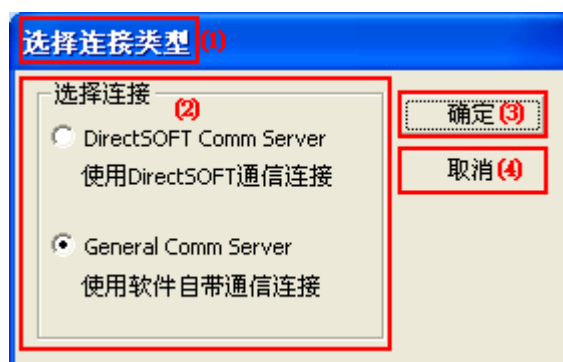 选择连接类型 (1)
选择连接
(2)
确定 (3)
DirectSOFT Comm Server
使用DirectSOFT通信连接
取消 (4)
General Comm Server
使用软件自带通信连接